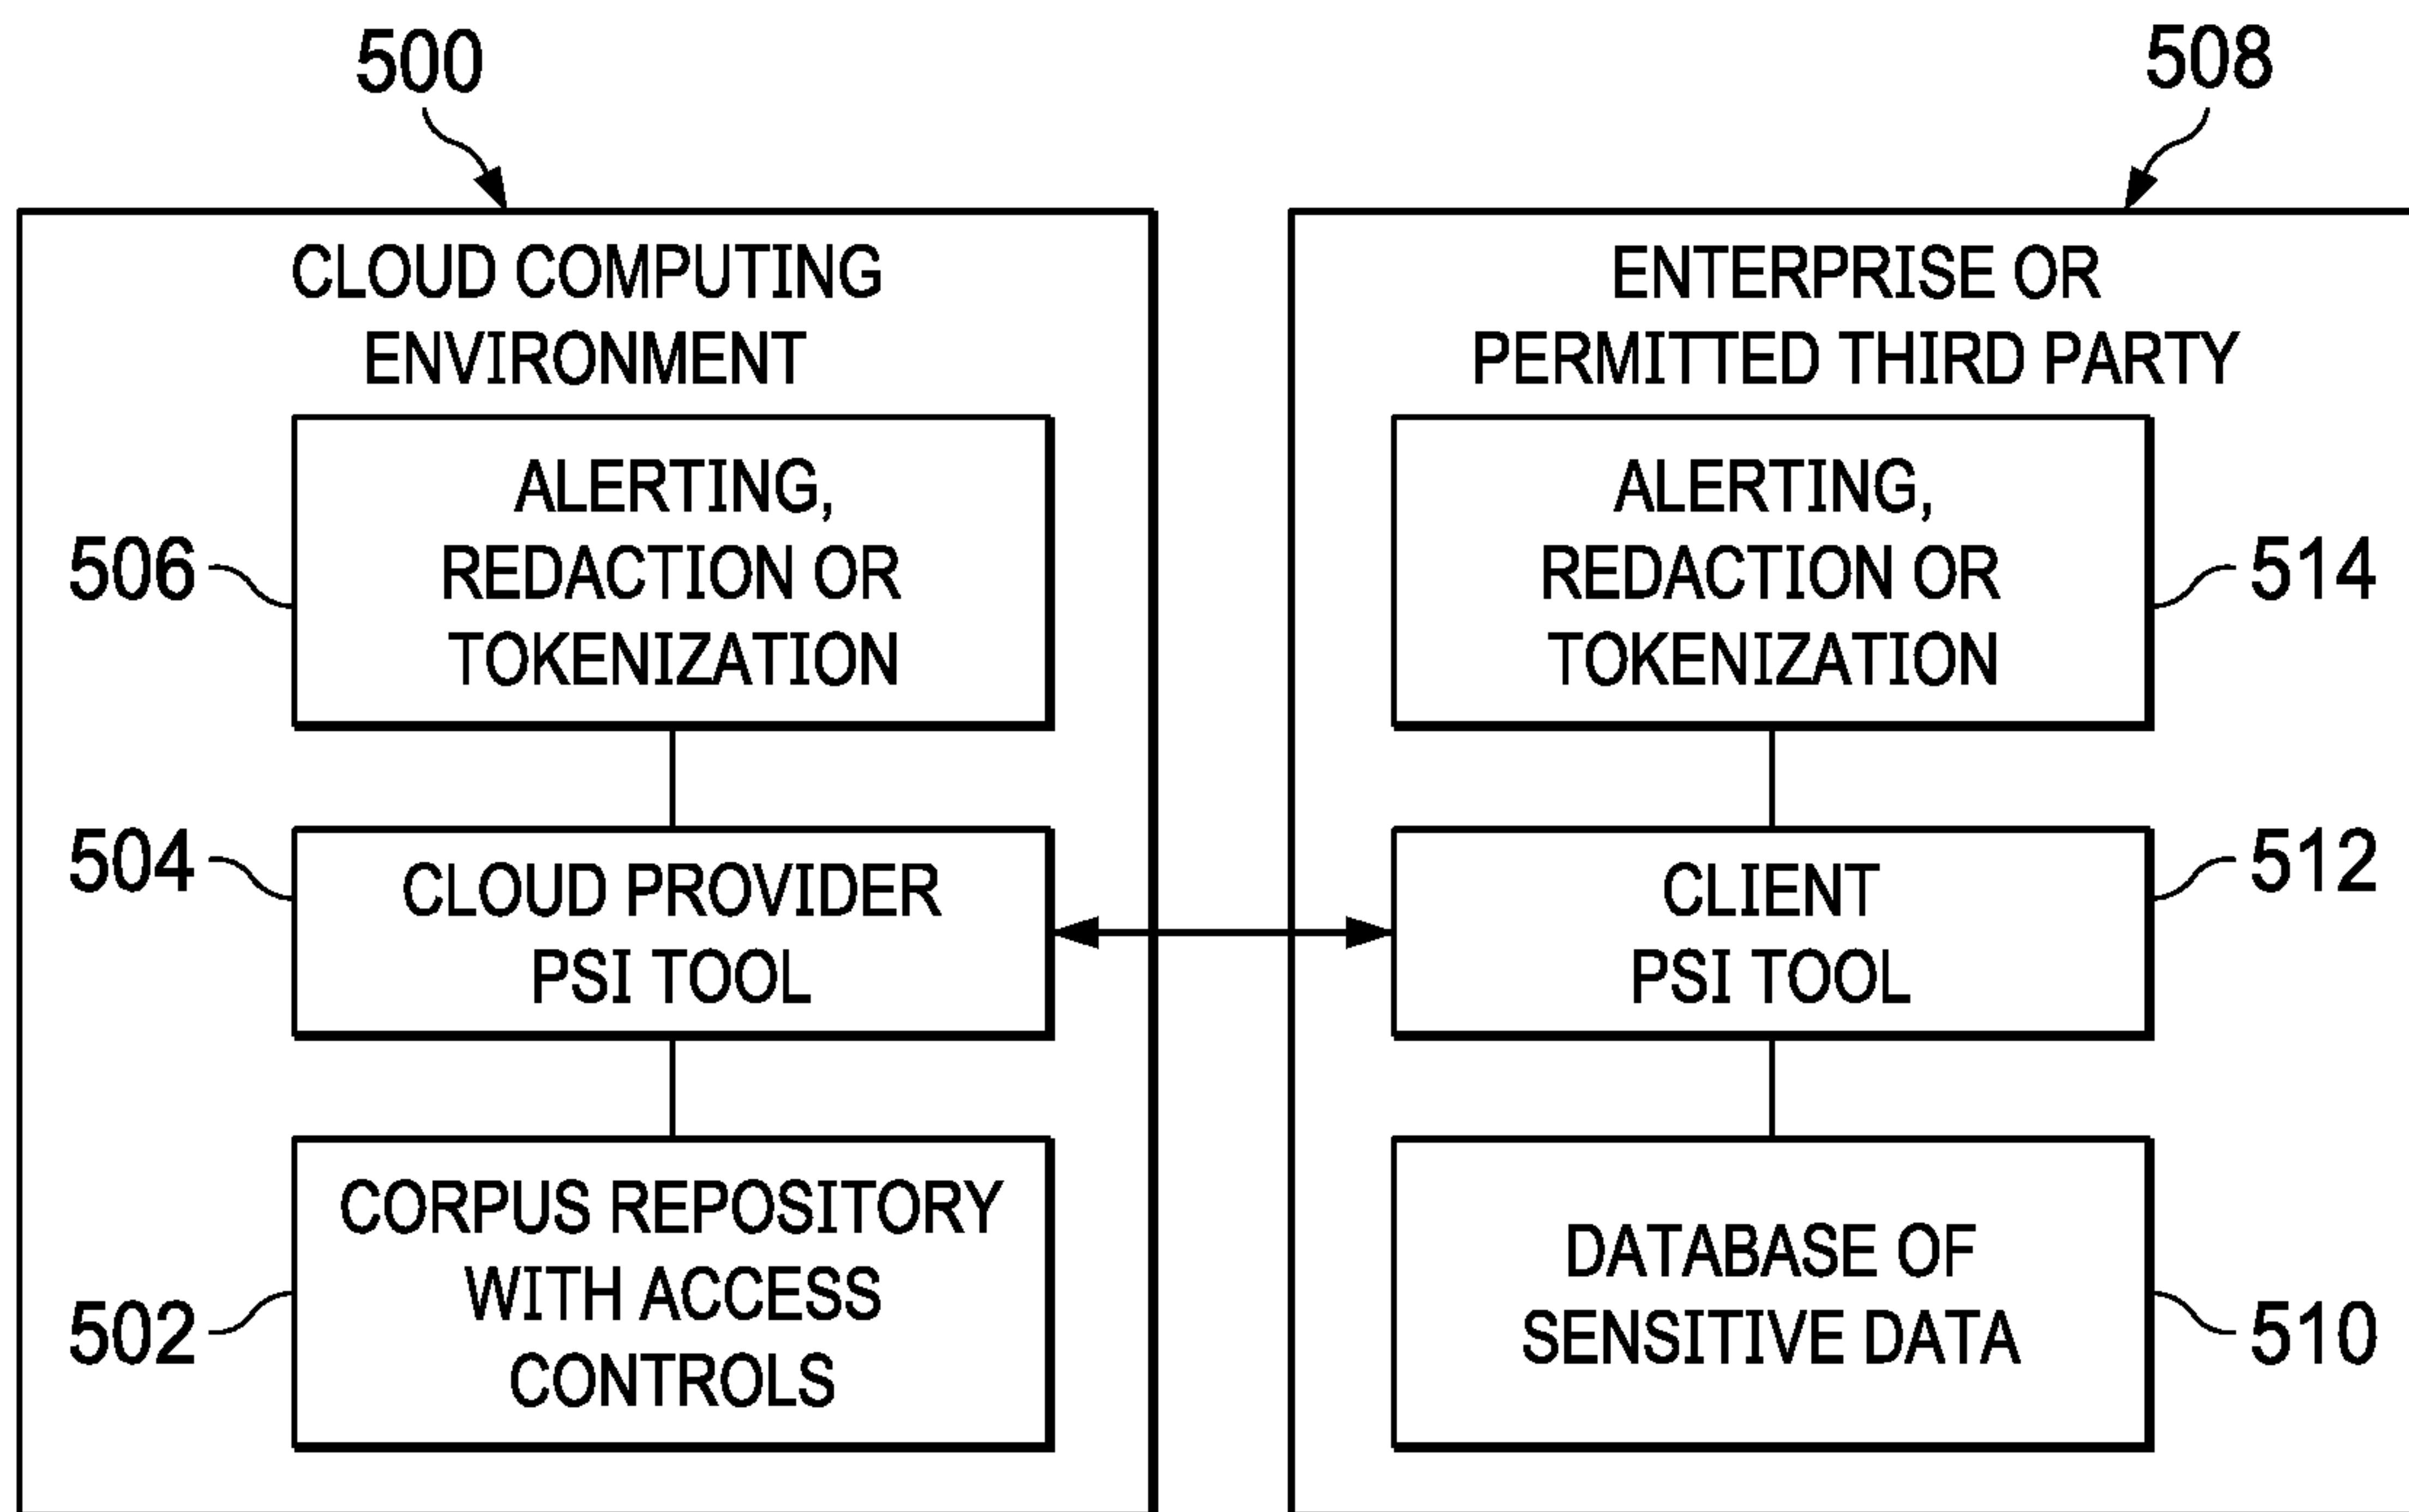 500
508
CLOUD COMPUTING
ENVIRONMENT
506
ALERTING,
REDACTION OR
TOKENIZATION
504
CLOUD PROVIDER
PSI TOOL
502
CORPUS REPOSITORY
WITH ACCESS
CONTROLS
ENTERPRISE OR
PERMITTED THIRD PARTY
ALERTING,
REDACTION OR
TOKENIZATION
514
CLIENT
PSI TOOL
512
DATABASE OF
SENSITIVE DATA
510